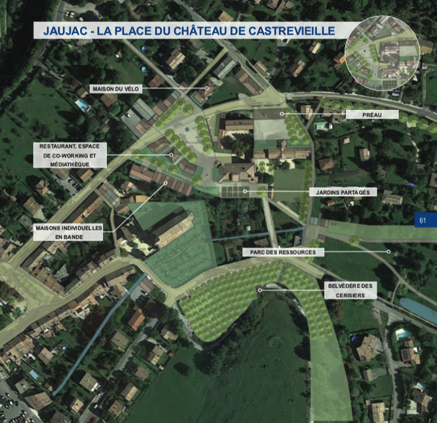 JAUJAC - LA PLACE DU CHÂTEAU DE CASTREVIEILLE
MAISON DU VÉLO
PRÉAU
RESTAURANT, ESPACE
DE CO-WORKING ET
MÉDIATHÈQUE
JARDINS PARTAGÉS
61
MAISONS INDIVIDUELLES
EN BANDE
PARC DES RESSOURCES
BELVÉDÈRE DES
CERISIERS